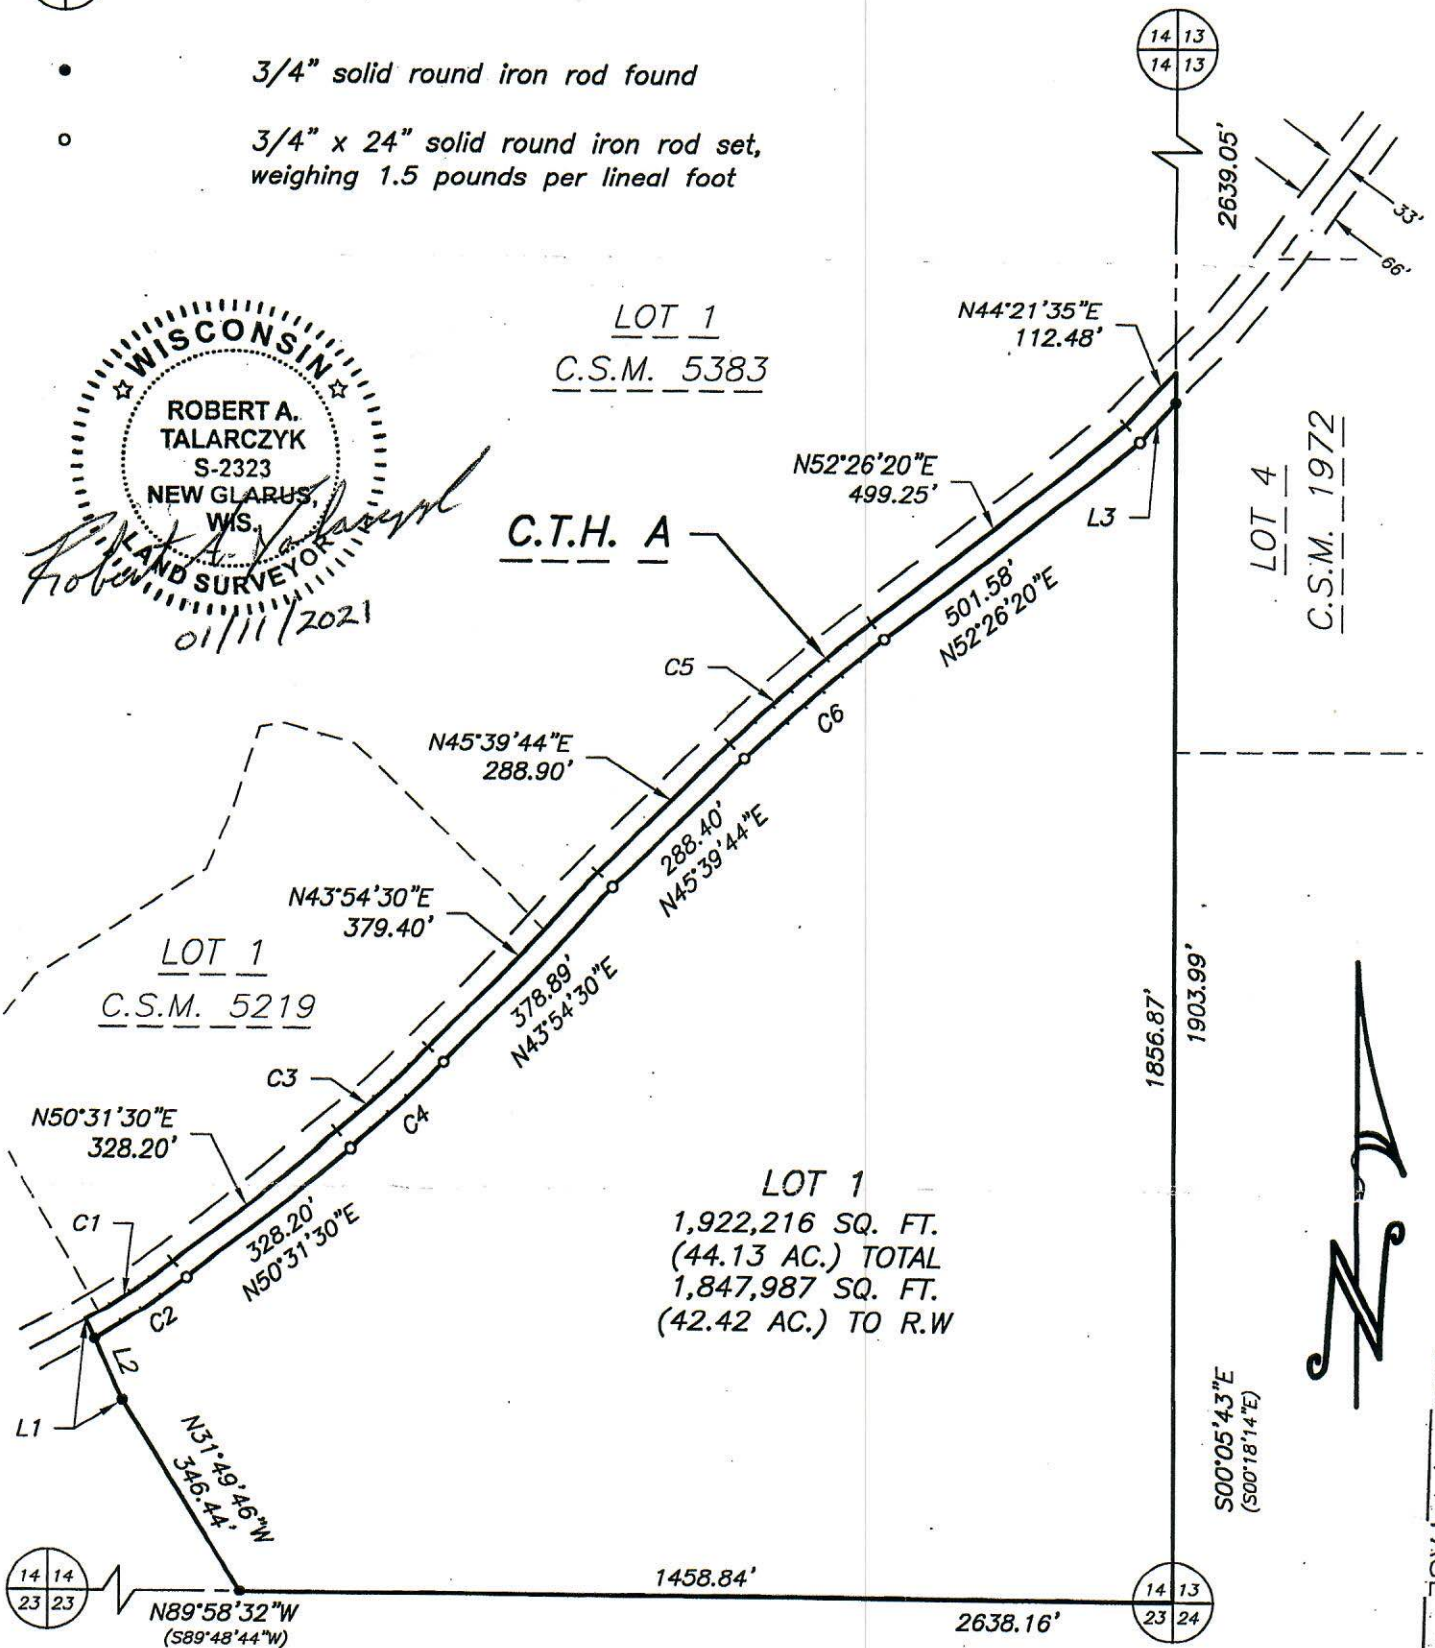 3/4" solid round iron rod found
3/4" x 24" solid round iron rod set,
weighing 1.5 pounds per lineal foot
14 13
14 13
2639.05'
33'
66'
WISCONSIN
ROBERT A.
TALARCZYK
S-2323
NEW GLARUS,
WIS.
LAND SURVEYOR
Robert A. Talarczyk
01/11/2021
LOT 1
C.S.M. 5383
N44°21'35"E
112.48'
N52°26'20"E
499.25'
L3
LOT 4
C.S.M. 1972
C.T.H. A
501.58'
N52°26'20"E
C5
C6
N45°39'44"E
288.90'
288.40'
N45°39'44"E
N43°54'30"E
379.40'
378.89'
N43°54'30"E
LOT 1
C.S.M. 5219
1856.87'
1903.99'
C3
C4
N50°31'30"E
328.20'
328.20'
N50°31'30"E
C1
C2
LOT 1
1,922,216 SQ. FT.
(44.13 AC.) TOTAL
1,847,987 SQ. FT.
(42.42 AC.) TO R.W
L2
L1
N31°49'46"W
346.44'
N
S00°05'43"E
(S00°18'14"E)
14 14
23 23
N89°58'32"W
(S89°48'44"W)
1458.84'
2638.16'
14 13
23 24